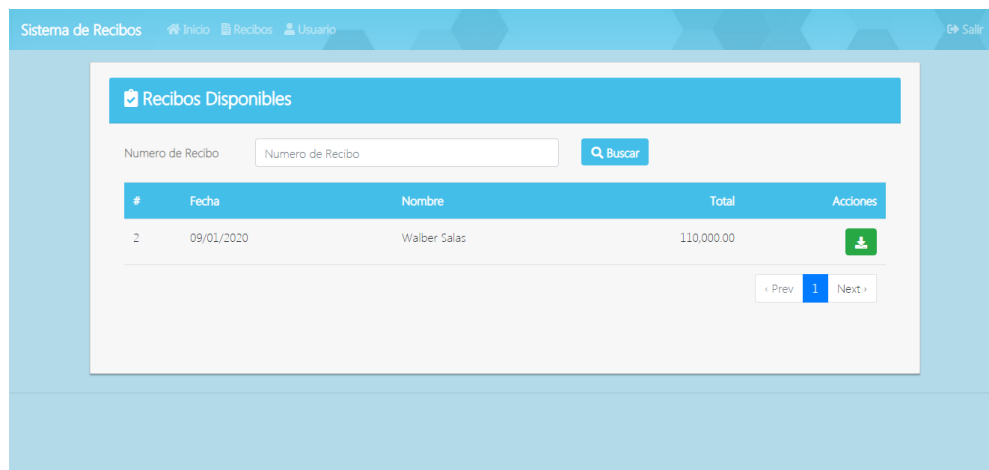 Sistema de Recibos Inicio Recibos Usuario Salir
Recibos Disponibles
Numero de Recibo Numero de Recibo Buscar
# Fecha Nombre Total Acciones
2 09/01/2020 Walber Salas 110,000.00
‹ Prev 1 Next ›